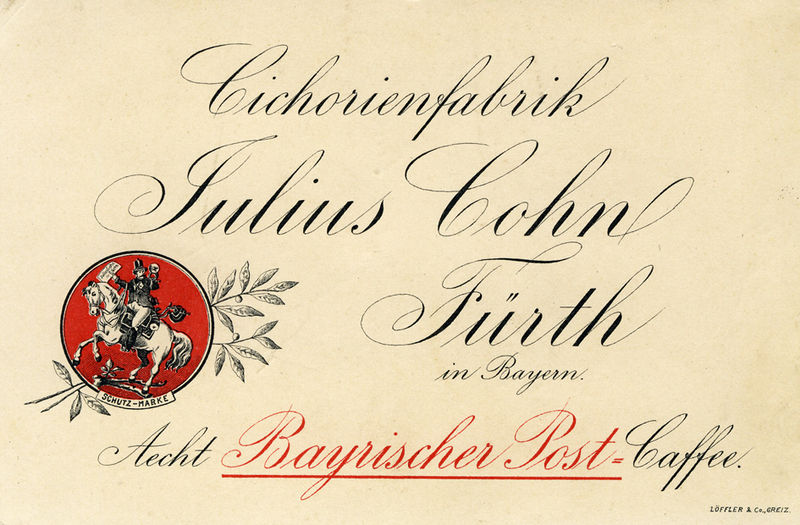 Cichorienfabrik
Julius Cohn
Fürth
in Bayern.
SCHUTZ-MARKE
Aecht Bayrischer Post=Caffee.
LÖFFLER & Co., GREIZ.